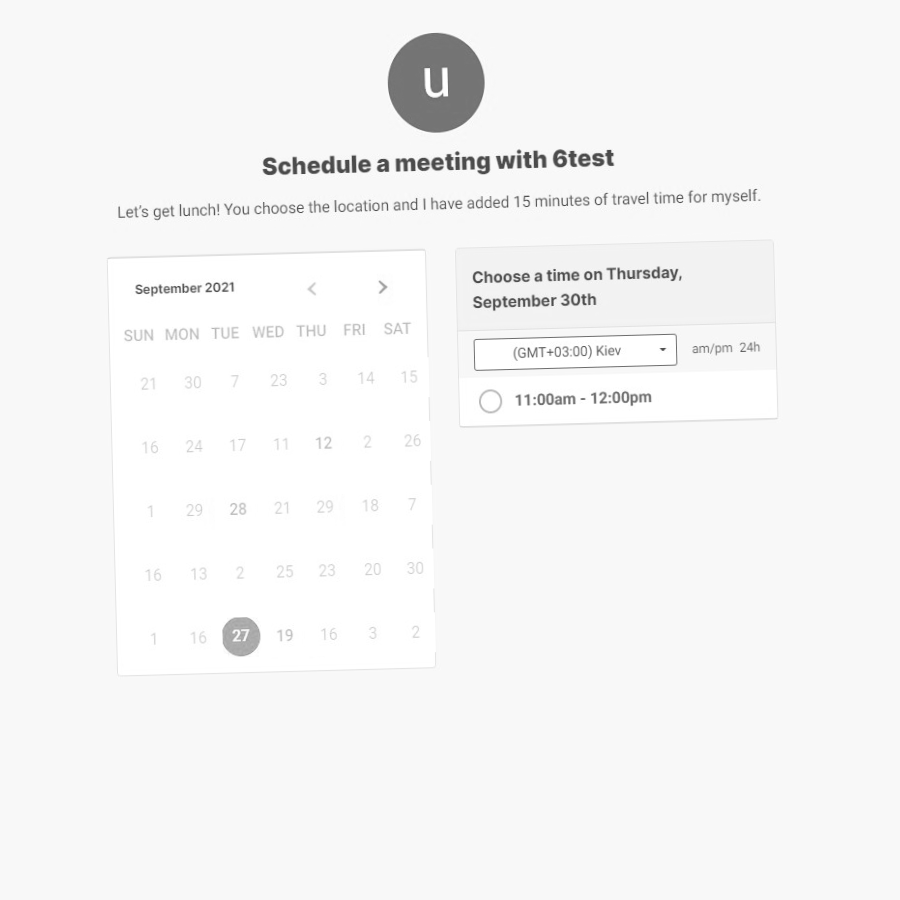 u
Schedule a meeting with 6test
Let's get lunch! You choose the location and I have added 15 minutes of travel time for myself.
September 2021
SUN MON TUE WED THU FRI SAT
21 30 7 23 3 14 15
16 24 17 11 12 2 26
1 29 28 21 29 18 7
16 13 2 25 23 20 30
1 16 27 19 16 3 2
Choose a time on Thursday,
September 30th
(GMT+03:00) Kiev am/pm 24h
11:00am - 12:00pm